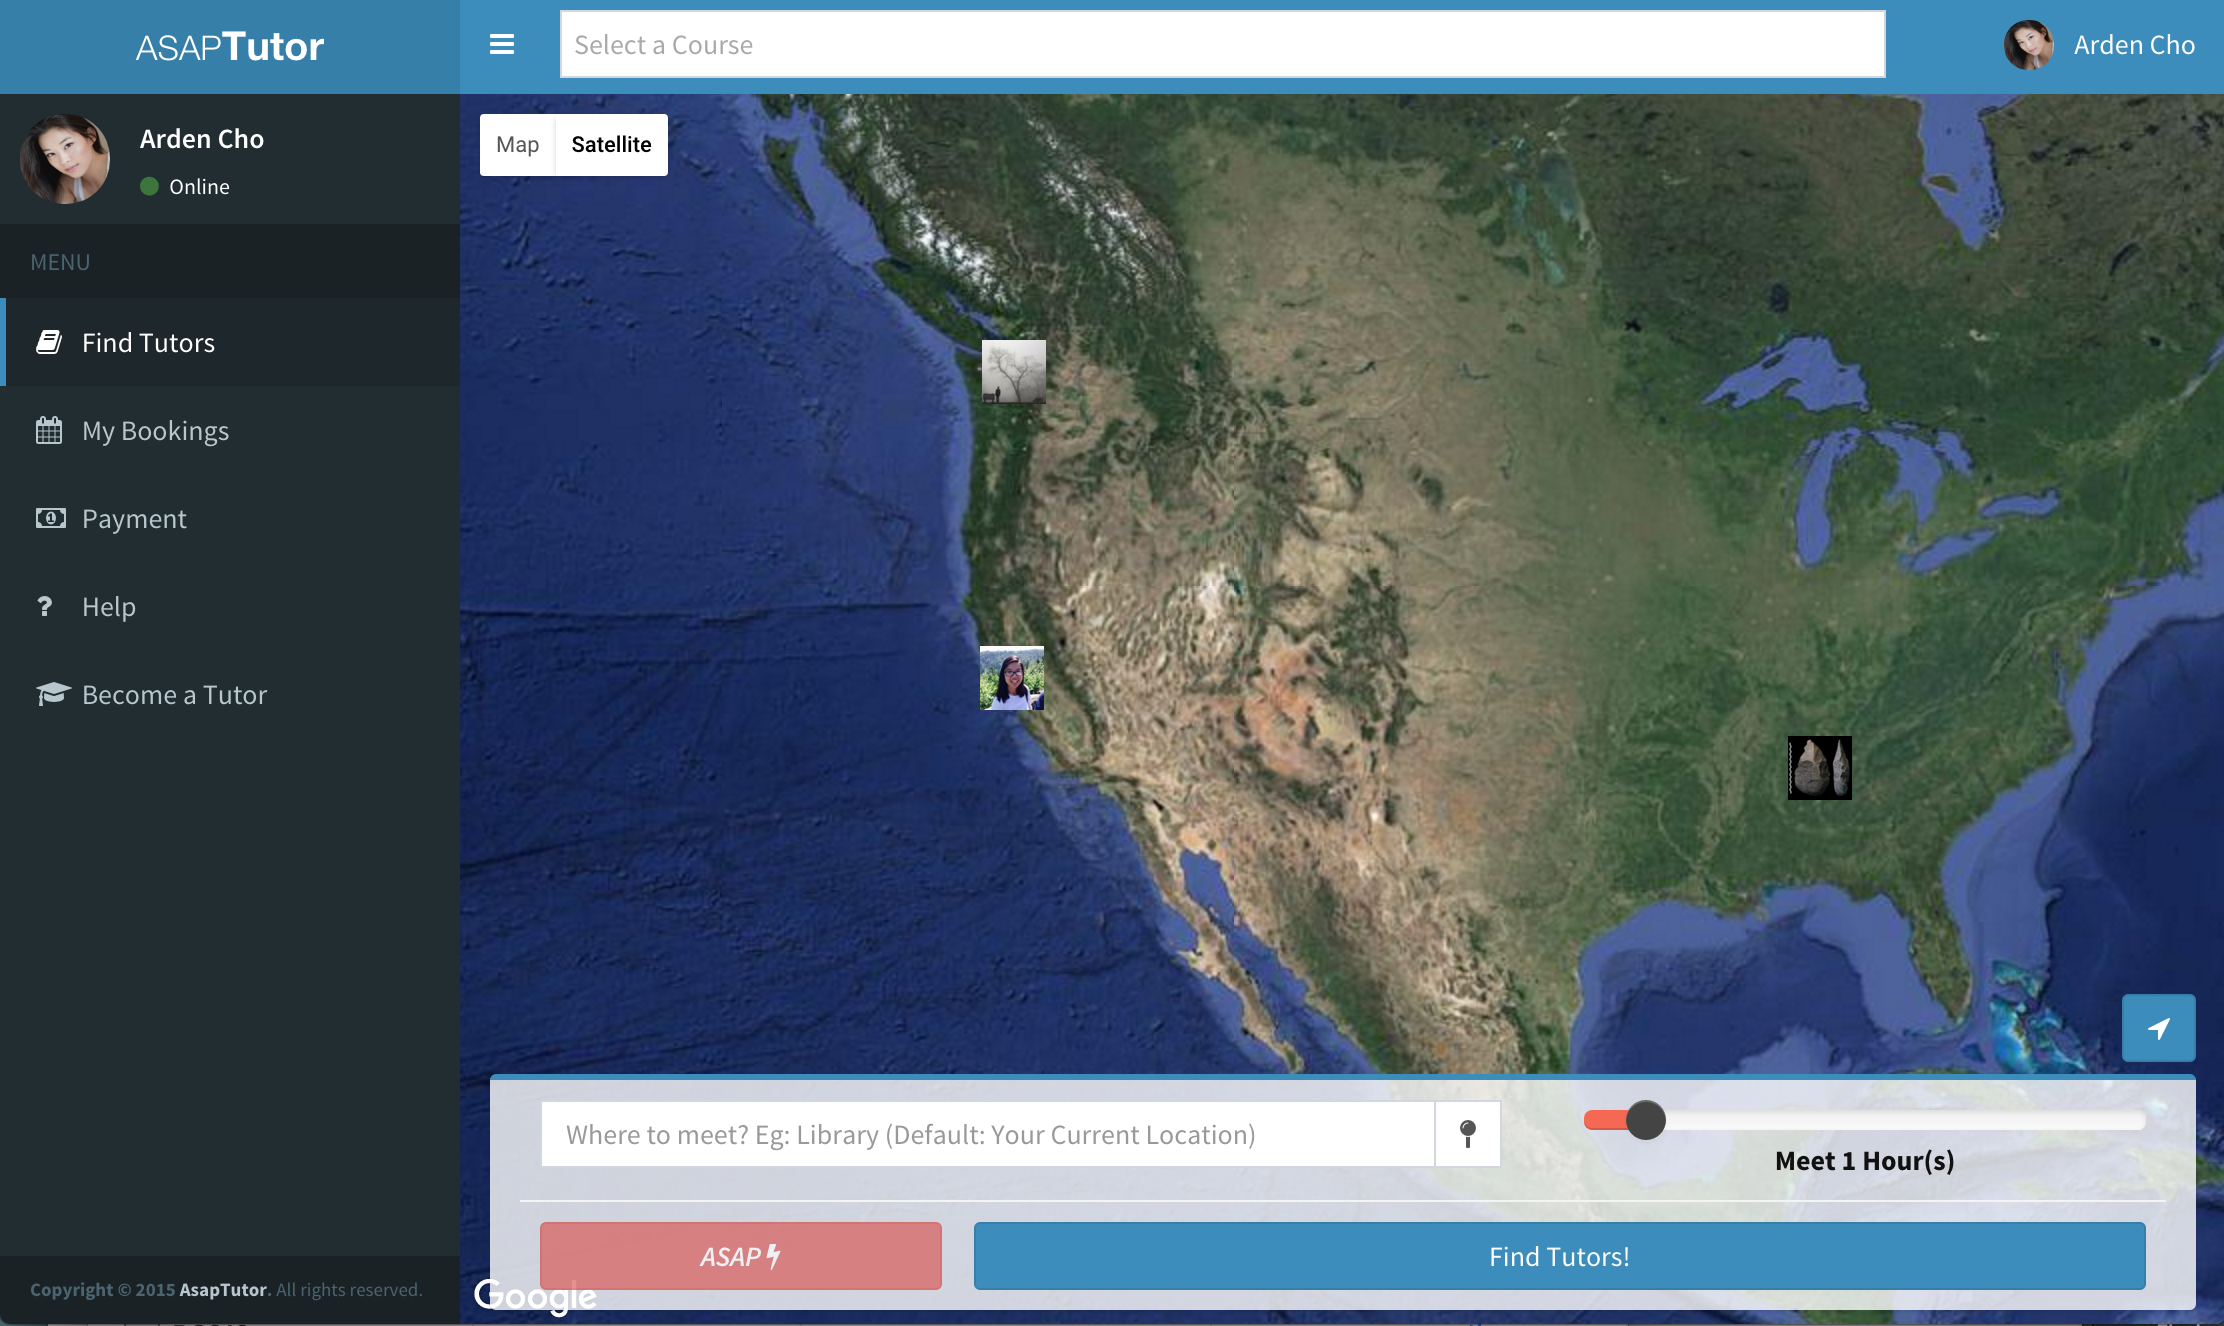 ASAPTutor
Select a Course
Arden Cho
Arden Cho
Online
MENU
Find Tutors
My Bookings
Payment
Help
Become a Tutor
Copyright © 2015 AsapTutor. All rights reserved.
Map
Satellite
Where to meet? Eg: Library (Default: Your Current Location)
Meet 1 Hour(s)
ASAP
Find Tutors!
Google